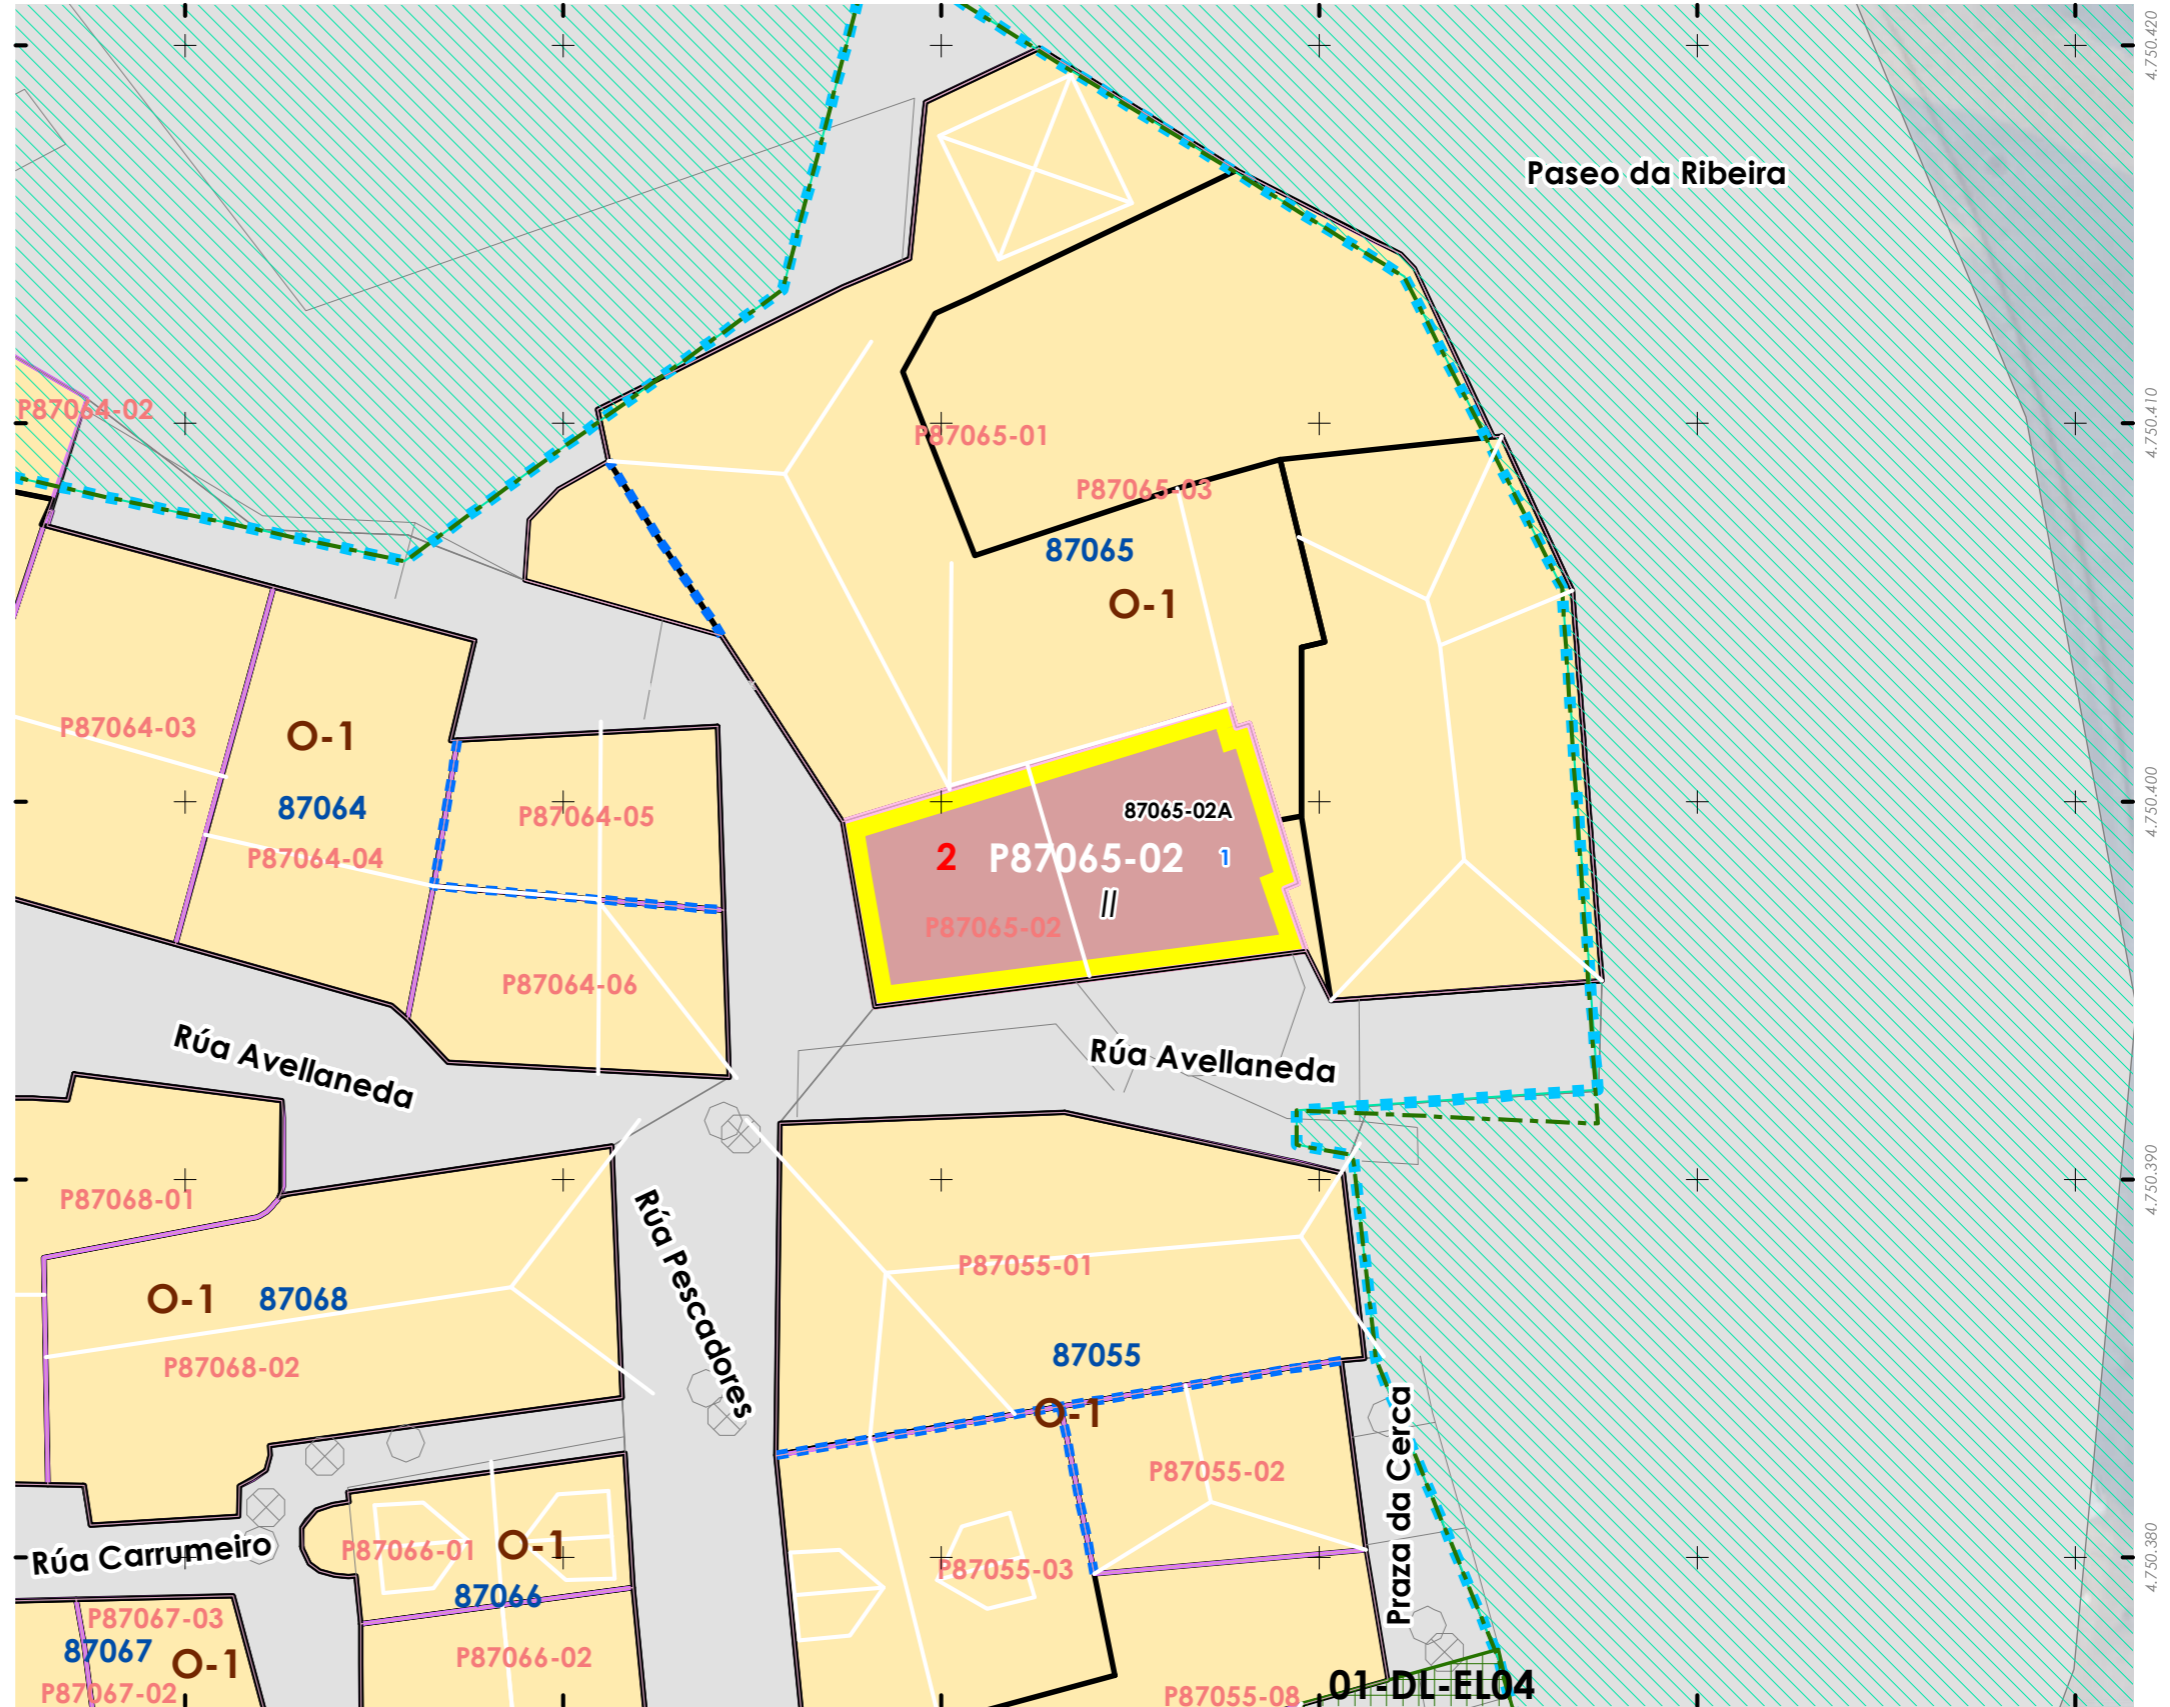 4.750.420
Paseo da Ribeira
P87064-02
P87065-01
4.750.410
P87065-03
87065
O-1
P87064-03
O-1
87064
P87064-05
P87064-04
87065-02A
4.750.400
2
P87065-02
1
II
P87065-02
P87064-06
Rúa Avellaneda
Rúa Avellaneda
P87068-01
4.750.390
Rúa Pescadores
P87055-01
O-1
87068
P87068-02
87055
O-1
P87055-02
Praza da Cerca
Rúa Carrumeiro
P87066-01
O-1
P87055-03
4.750.380
87066
P87067-03
87067
O-1
P87066-02
P87067-02
P87055-08
01-DL-EL04